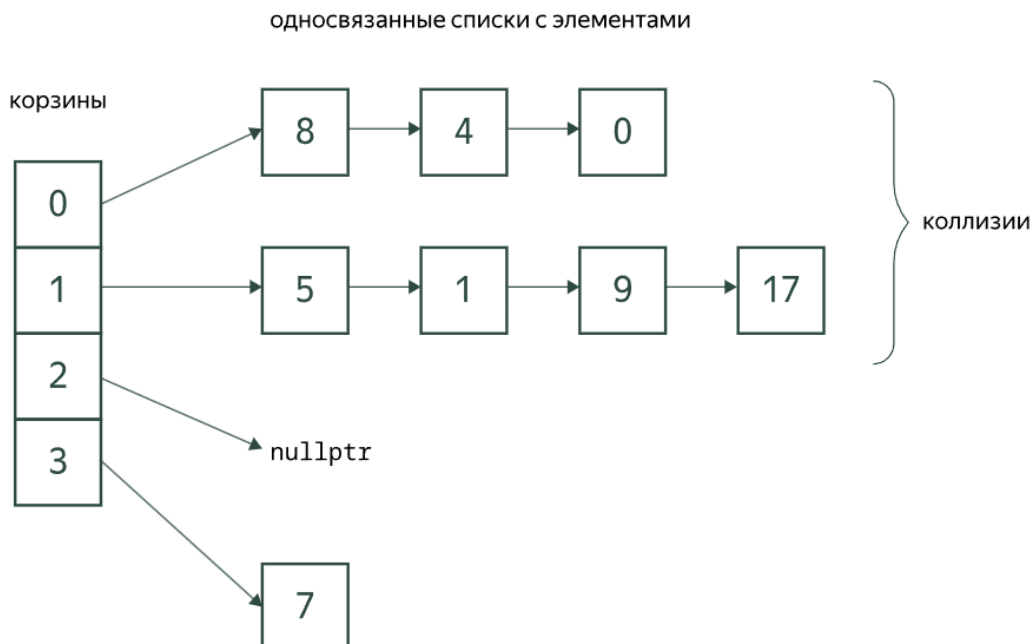 односвязанные списки с элементами
корзины
8 4 0
0
коллизии
1 5 1 9 17
2
nullptr
3
7